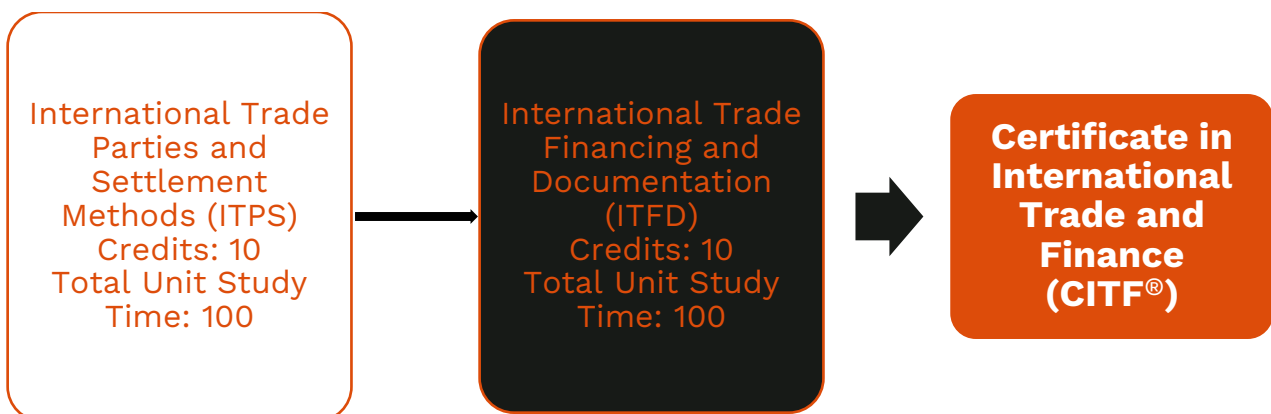 International Trade
Parties and
Settlement
Methods (ITPS)
Credits: 10
Total Unit Study
Time: 100
International Trade
Financing and
Documentation
(ITFD)
Credits: 10
Total Unit Study
Time: 100
Certificate in
International
Trade and
Finance
(CITF®)